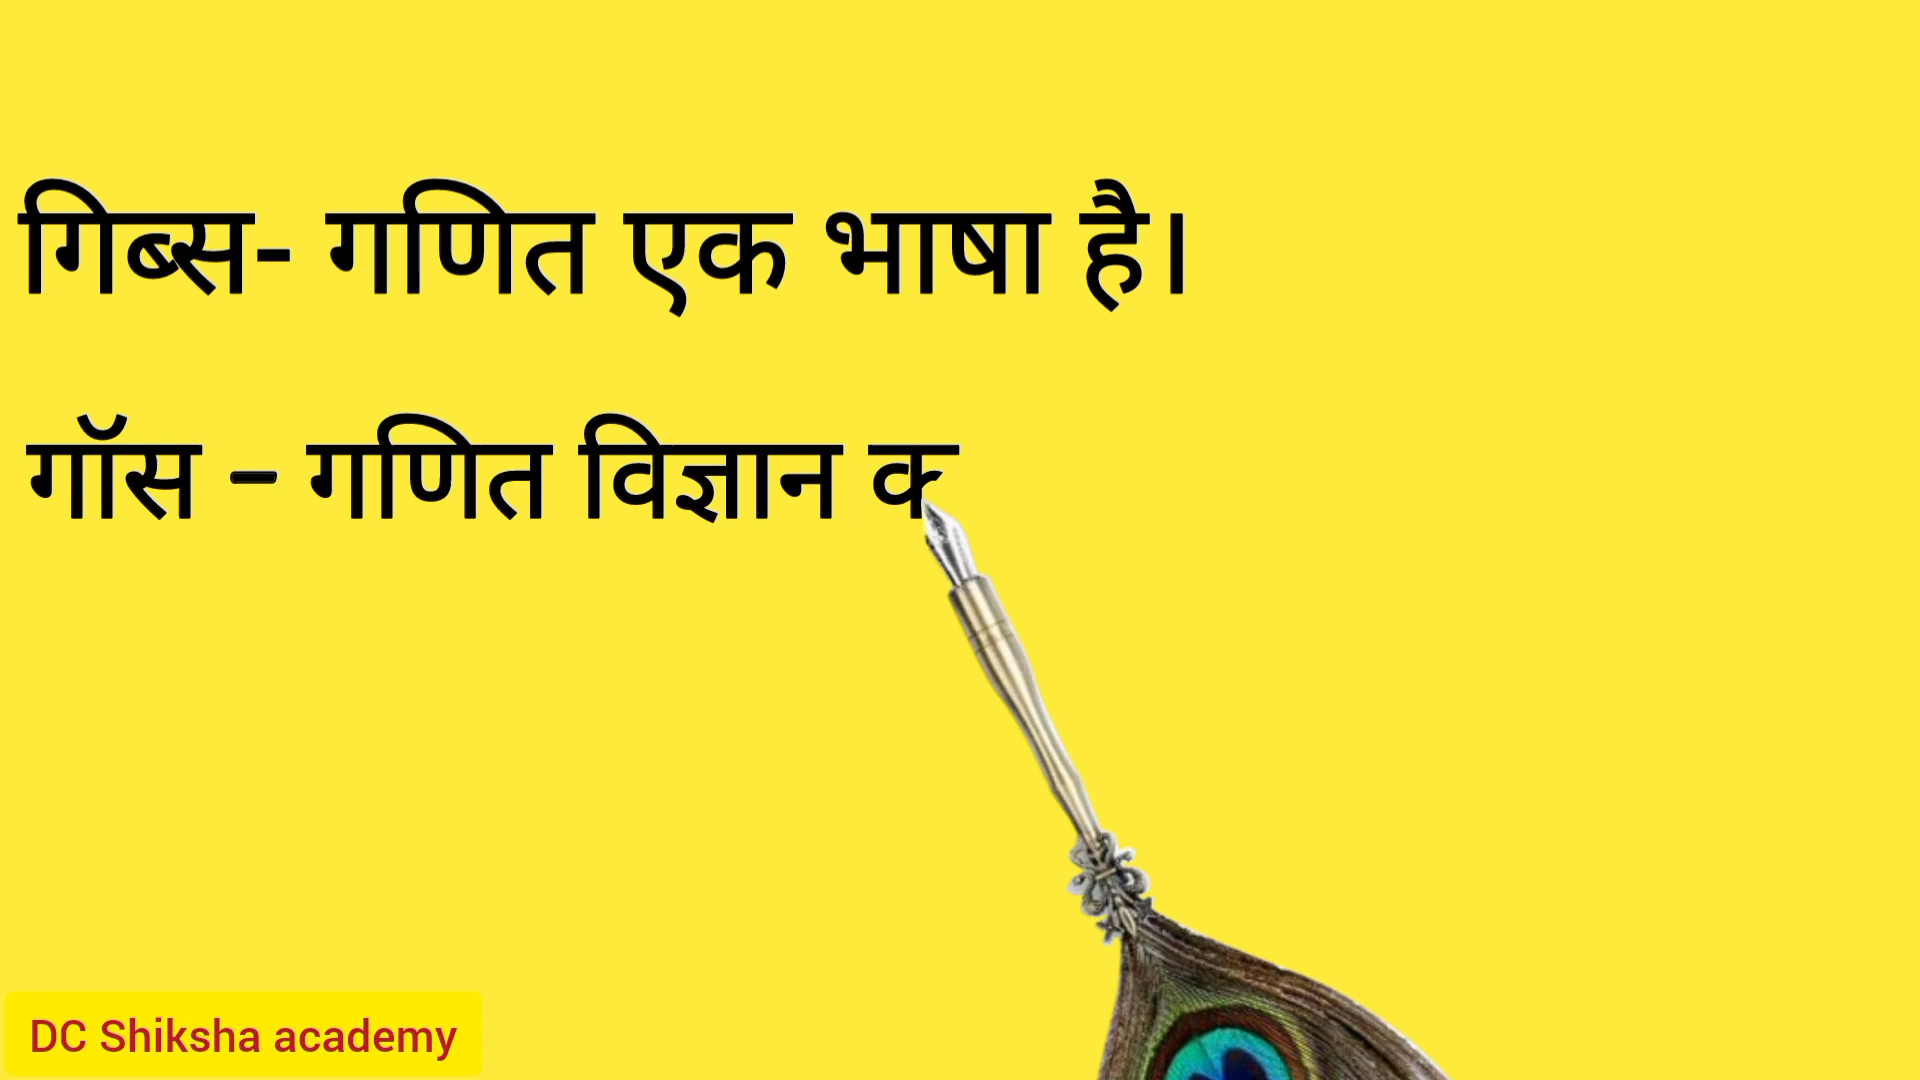 गिब्स- गणित एक भाषा है।
गॉस – गणित विज्ञान क
DC Shiksha academy